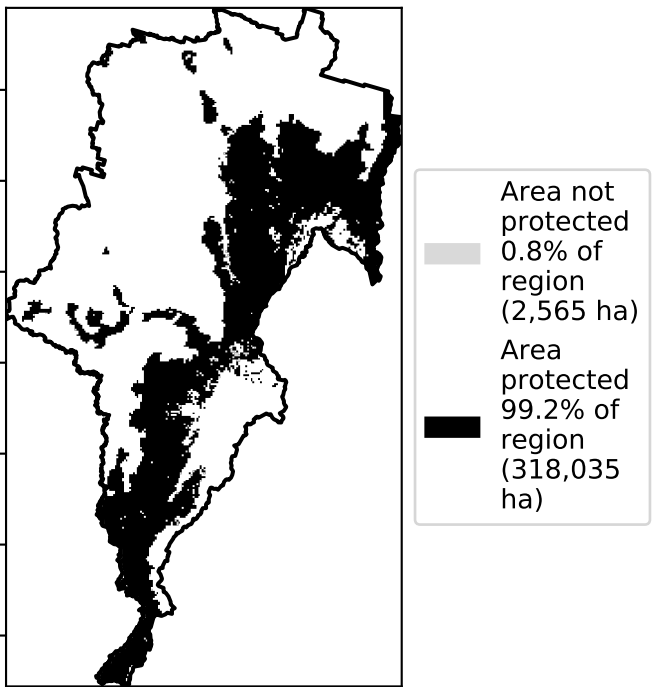 Area not
protected
0.8% of
region
(2,565 ha)
Area
protected
99.2% of
region
(318,035
ha)